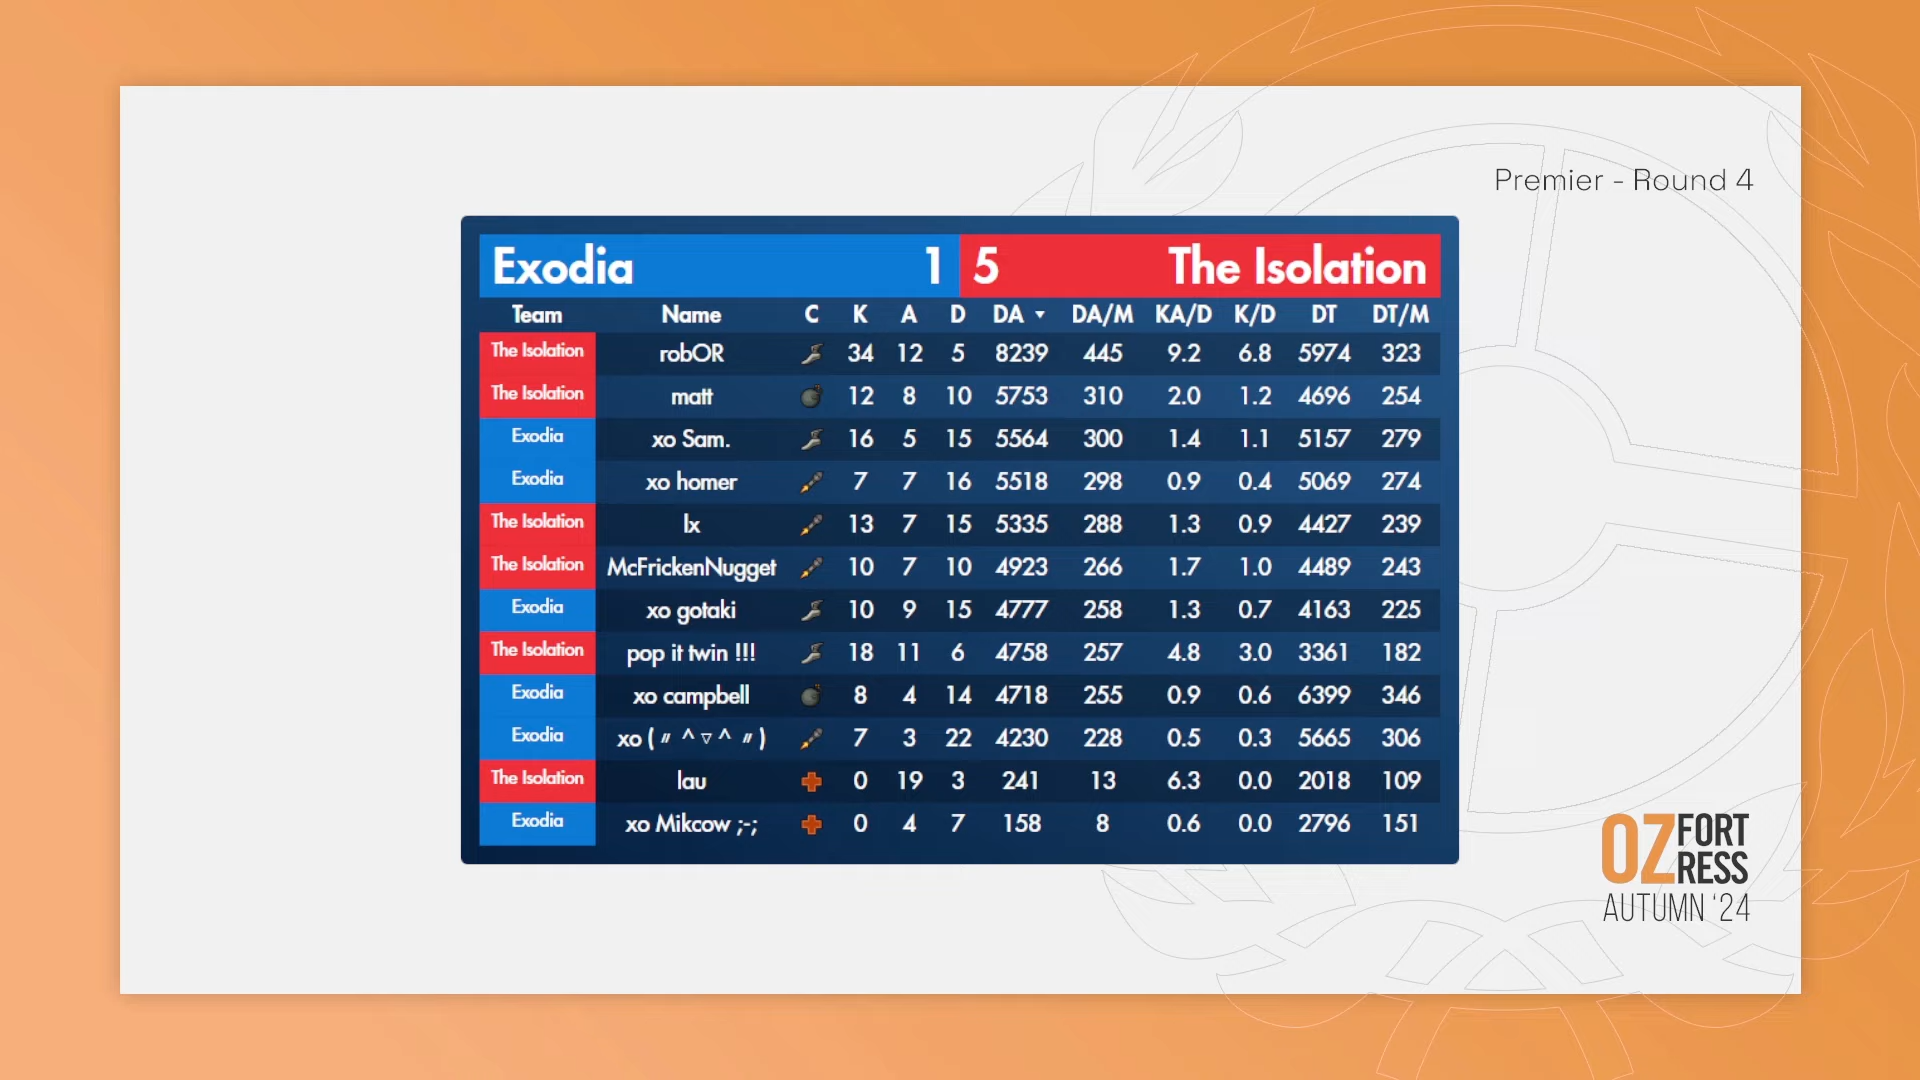 Premier - Round 4
Exodia 1 5 The Isolation
Team Name C K A D DA ▼ DA/M KA/D K/D DT DT/M
The Isolation robOR 34 12 5 8239 445 9.2 6.8 5974 323
The Isolation matt 12 8 10 5753 310 2.0 1.2 4696 254
Exodia xo Sam. 16 5 15 5564 300 1.4 1.1 5157 279
Exodia xo homer 7 7 16 5518 298 0.9 0.4 5069 274
The Isolation lx 13 7 15 5335 288 1.3 0.9 4427 239
The Isolation McFrickenNugget 10 7 10 4923 266 1.7 1.0 4489 243
Exodia xo gotaki 10 9 15 4777 258 1.3 0.7 4163 225
The Isolation pop it twin !!! 18 11 6 4758 257 4.8 3.0 3361 182
Exodia xo campbell 8 4 14 4718 255 0.9 0.6 6399 346
Exodia xo (〃＾▽＾〃) 7 3 22 4230 228 0.5 0.3 5665 306
The Isolation lau 0 19 3 241 13 6.3 0.0 2018 109
Exodia xo Mikcow ;-; 0 4 7 158 8 0.6 0.0 2796 151
OZFORT
RESS
AUTUMN '24